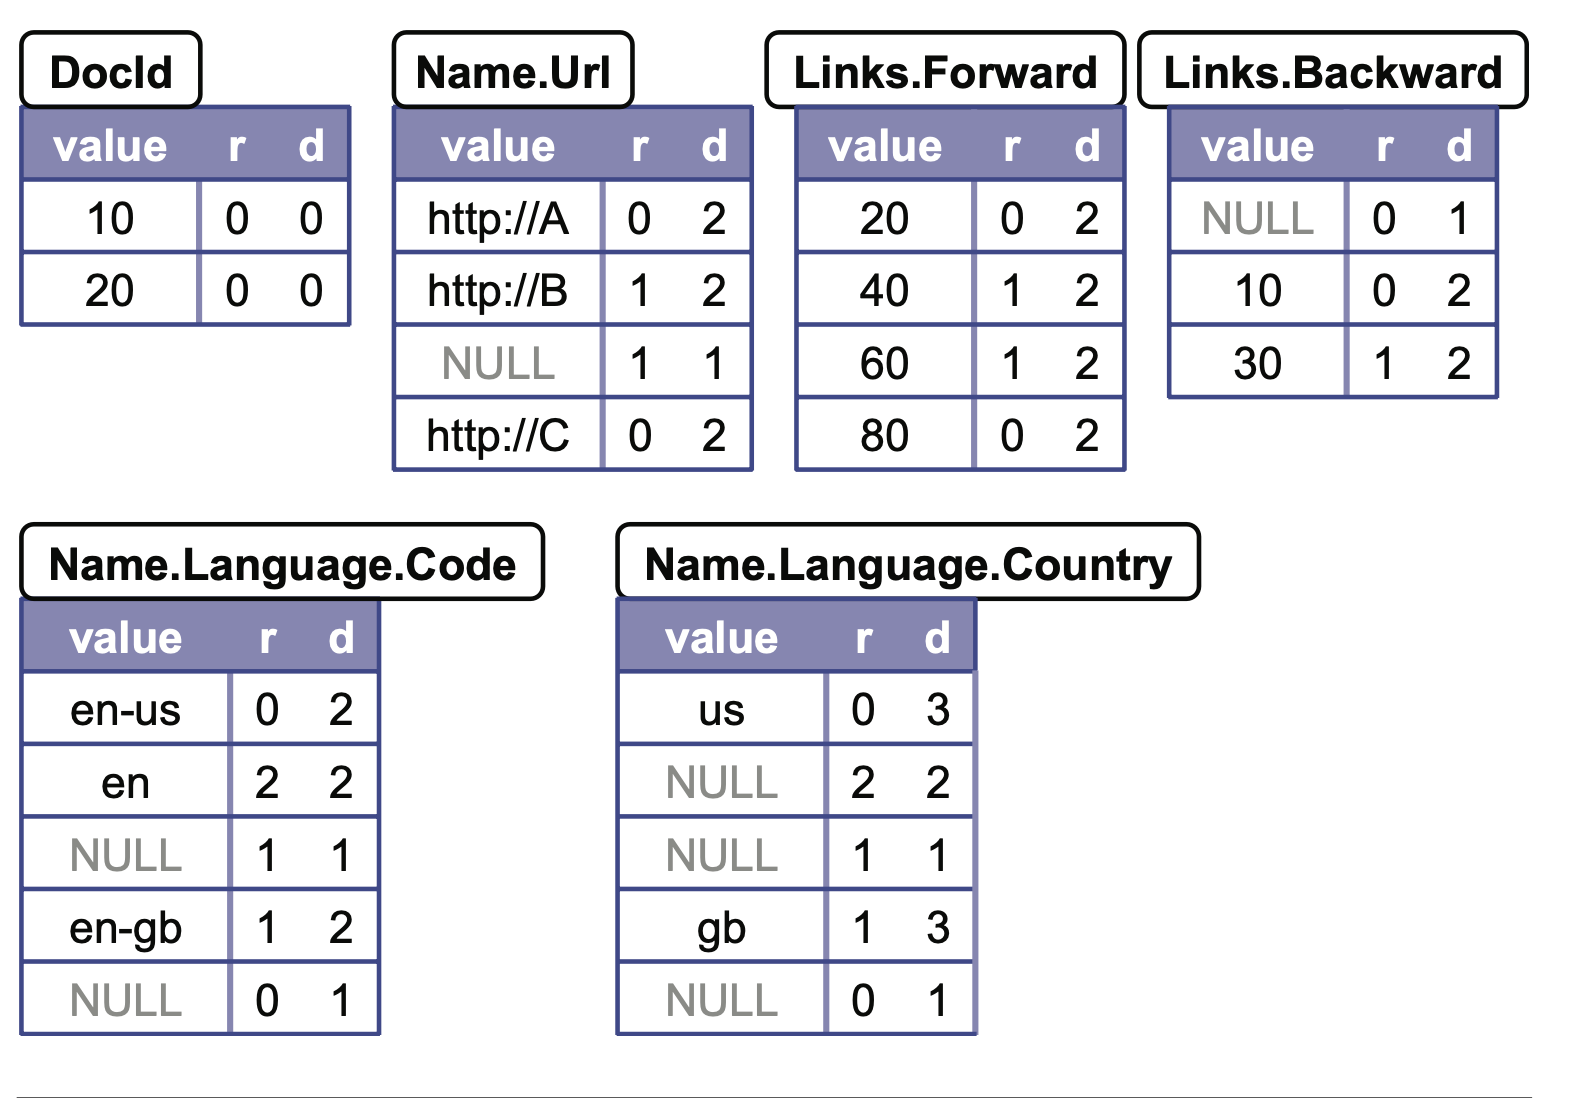 DocId Name.Url Links.Forward Links.Backward
value r d value r d value r d value r d
10 0 0 http://A 0 2 20 0 2 NULL 0 1
20 0 0 http://B 1 2 40 1 2 10 0 2
NULL 1 1 60 1 2 30 1 2
http://C 0 2 80 0 2
Name.Language.Code Name.Language.Country
value r d value r d
en-us 0 2 us 0 3
en 2 2 NULL 2 2
NULL 1 1 NULL 1 1
en-gb 1 2 gb 1 3
NULL 0 1 NULL 0 1